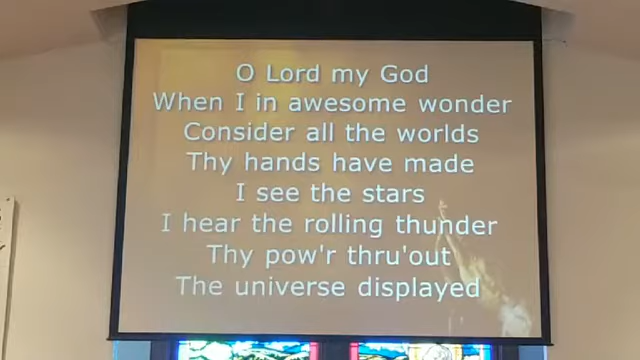 O Lord my God
When I in awesome wonder
Consider all the worlds
Thy hands have made
I see the stars
I hear the rolling thunder
Thy pow'r thru'out
The universe displayed